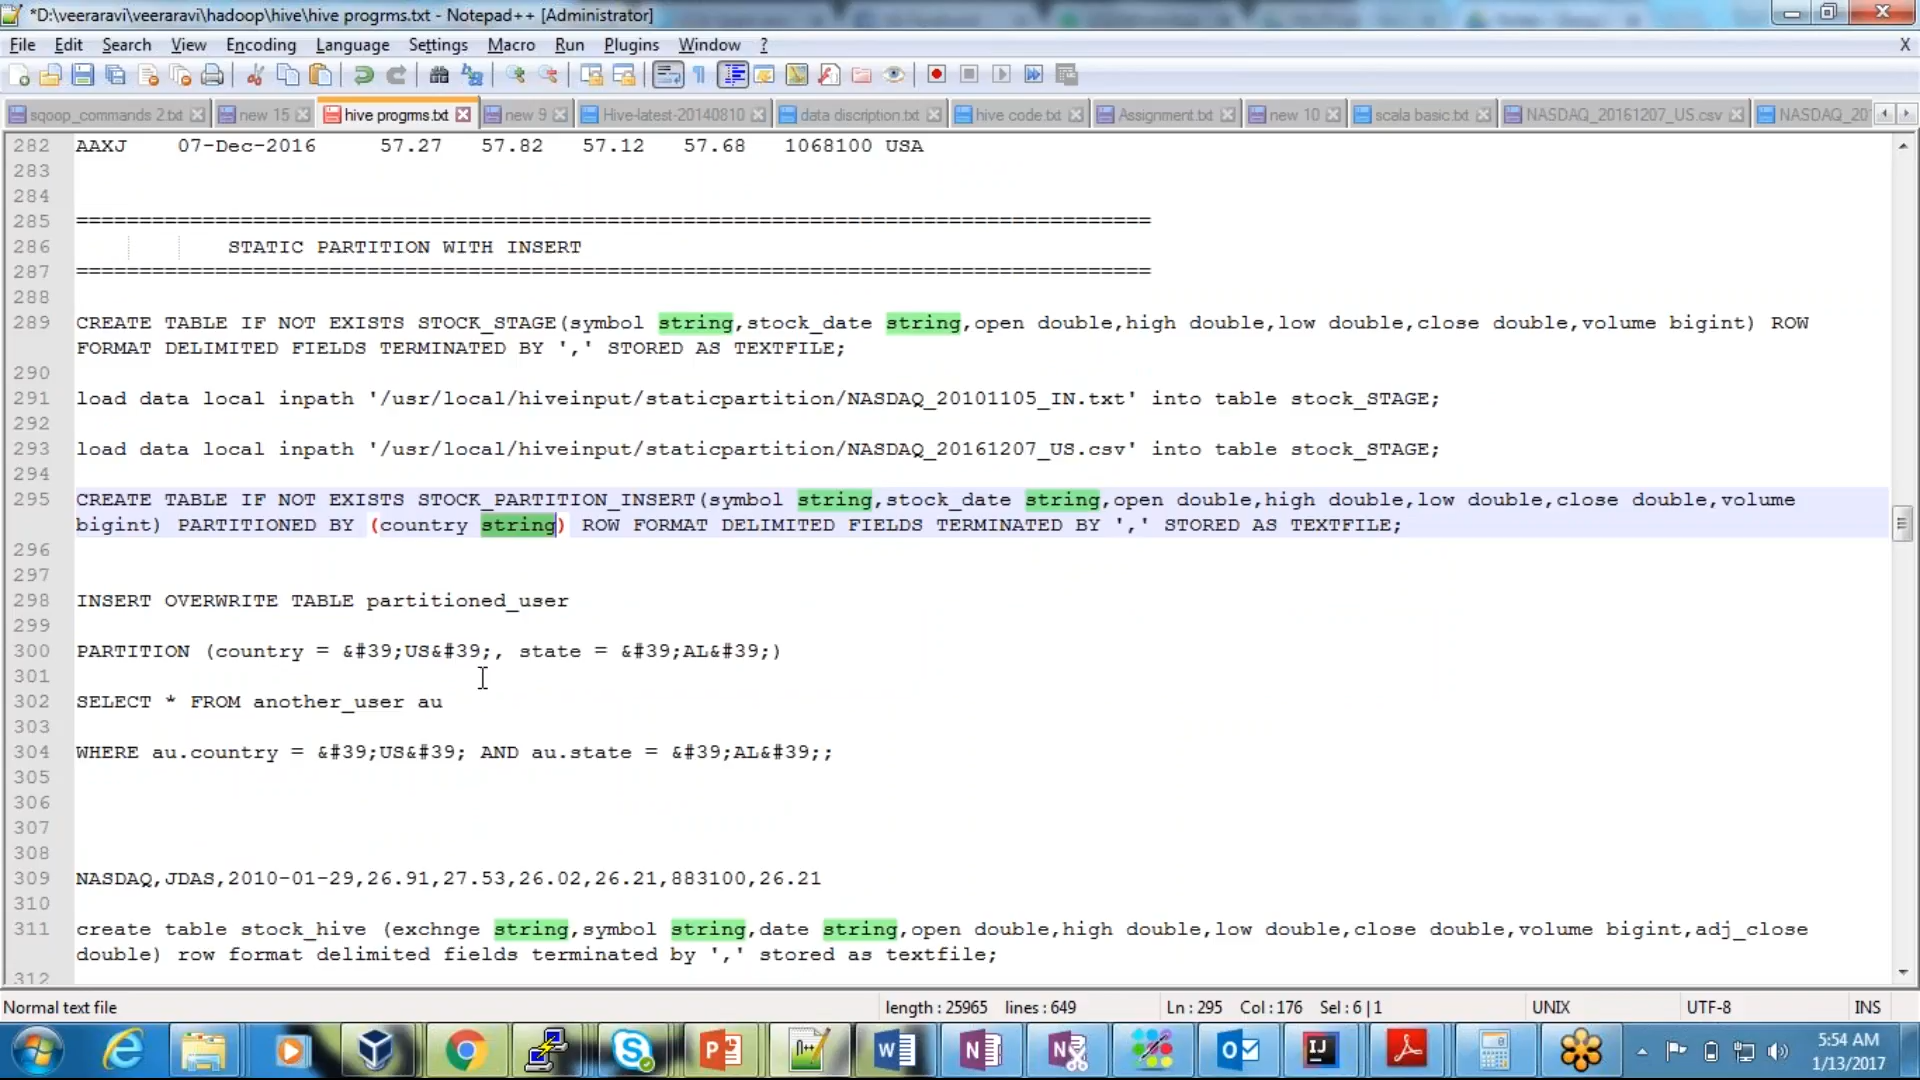 *D:\veeraravi\veeraravi\hadoop\hive\hive progrms.txt - Notepad++ [Administrator]
File Edit Search View Encoding Language Settings Macro Run Plugins Window ? X
sqoop_commands 2.txt new 15 hive progrms.txt new 9 Hive-latest-20140810 data discription.txt hive code.txt Assignment.txt new 10 scala basic.txt NASDAQ_20161207_US.csv NASDAQ_20
282 AAXJ 07-Dec-2016 57.27 57.82 57.12 57.68 1068100 USA
283
284
285 =====================================================================================
286 STATIC PARTITION WITH INSERT
287 =====================================================================================
288
289 CREATE TABLE IF NOT EXISTS STOCK_STAGE(symbol string,stock_date string,open double,high double,low double,close double,volume bigint) ROW
FORMAT DELIMITED FIELDS TERMINATED BY ',' STORED AS TEXTFILE;
290
291 load data local inpath '/usr/local/hiveinput/staticpartition/NASDAQ_20101105_IN.txt' into table stock_STAGE;
292
293 load data local inpath '/usr/local/hiveinput/staticpartition/NASDAQ_20161207_US.csv' into table stock_STAGE;
294
295 CREATE TABLE IF NOT EXISTS STOCK_PARTITION_INSERT(symbol string,stock_date string,open double,high double,low double,close double,volume
bigint) PARTITIONED BY (country string) ROW FORMAT DELIMITED FIELDS TERMINATED BY ',' STORED AS TEXTFILE;
296
297
298 INSERT OVERWRITE TABLE partitioned_user
299
300 PARTITION (country = &#39;US&#39;, state = &#39;AL&#39;)
301
302 SELECT * FROM another_user au
303
304 WHERE au.country = &#39;US&#39; AND au.state = &#39;AL&#39;;
305
306
307
308
309 NASDAQ,JDAS,2010-01-29,26.91,27.53,26.02,26.21,883100,26.21
310
311 create table stock_hive (exchnge string,symbol string,date string,open double,high double,low double,close double,volume bigint,adj_close
double) row format delimited fields terminated by ',' stored as textfile;
312
Normal text file length : 25965 lines : 649 Ln : 295 Col : 176 Sel : 6 | 1 UNIX UTF-8 INS
5:54 AM
1/13/2017